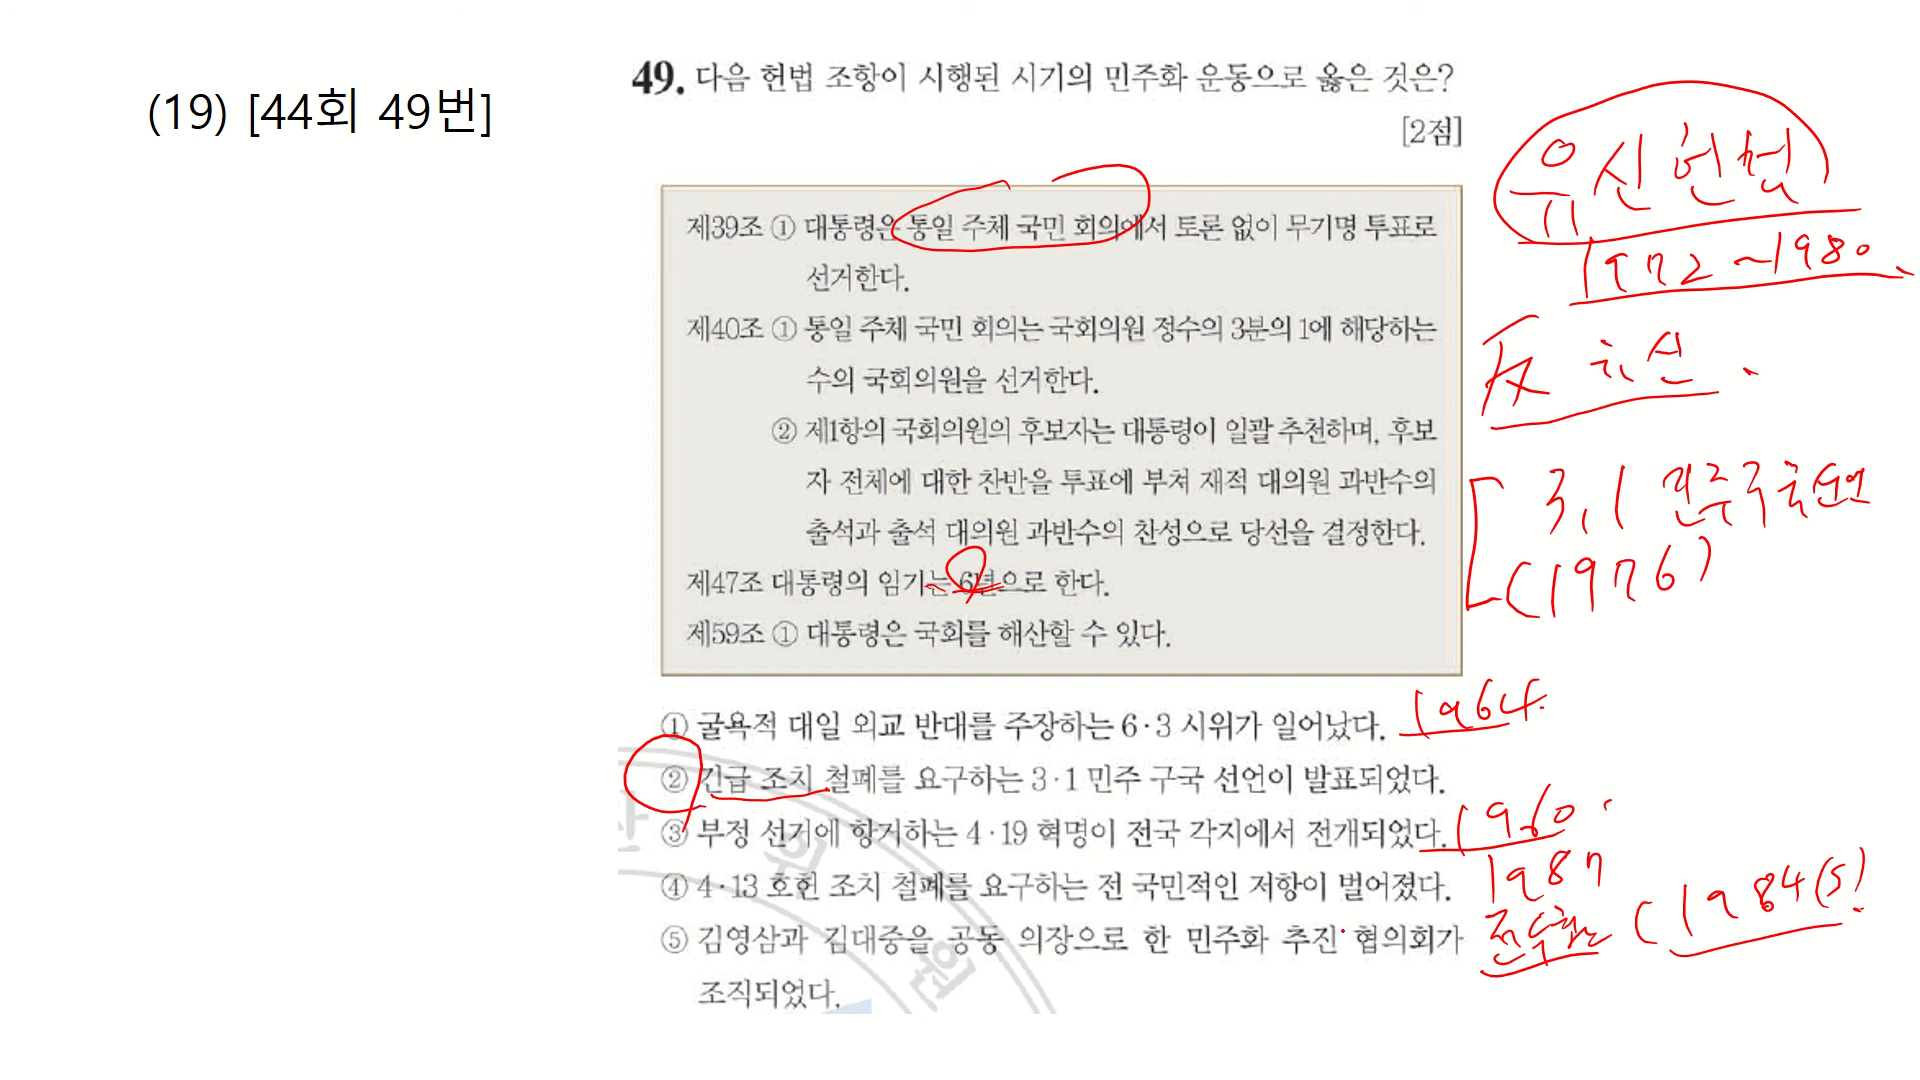 (19) [44회 49번]
49. 다음 헌법 조항이 시행된 시기의 민주화 운동으로 옳은 것은?
[2점]
제39조 ① 대통령은 통일 주체 국민 회의에서 토론 없이 무기명 투표로
선거한다.
제40조 ① 통일 주체 국민 회의는 국회의원 정수의 3분의 1에 해당하는
수의 국회의원을 선거한다.
② 제1항의 국회의원의 후보자는 대통령이 일괄 추천하며, 후보
자 전체에 대한 찬반을 투표에 부쳐 재적 대의원 과반수의
출석과 출석 대의원 과반수의 찬성으로 당선을 결정한다.
제47조 대통령의 임기는 6년으로 한다.
제59조 ① 대통령은 국회를 해산할 수 있다.
① 굴욕적 대일 외교 반대를 주장하는 6·3 시위가 일어났다.
② 긴급 조치 철폐를 요구하는 3·1 민주 구국 선언이 발표되었다.
③ 부정 선거에 항거하는 4·19 혁명이 전국 각지에서 전개되었다.
④ 4·13 호헌 조치 철폐를 요구하는 전 국민적인 저항이 벌어졌다.
⑤ 김영삼과 김대중을 공동 의장으로 한 민주화 추진 협의회가
조직되었다.
유신헌법
1972~1980.
反 유신.
3,1 민주구국선언
(1976)
1964.
1960.
1987
전두환 (1984(5)
원
원